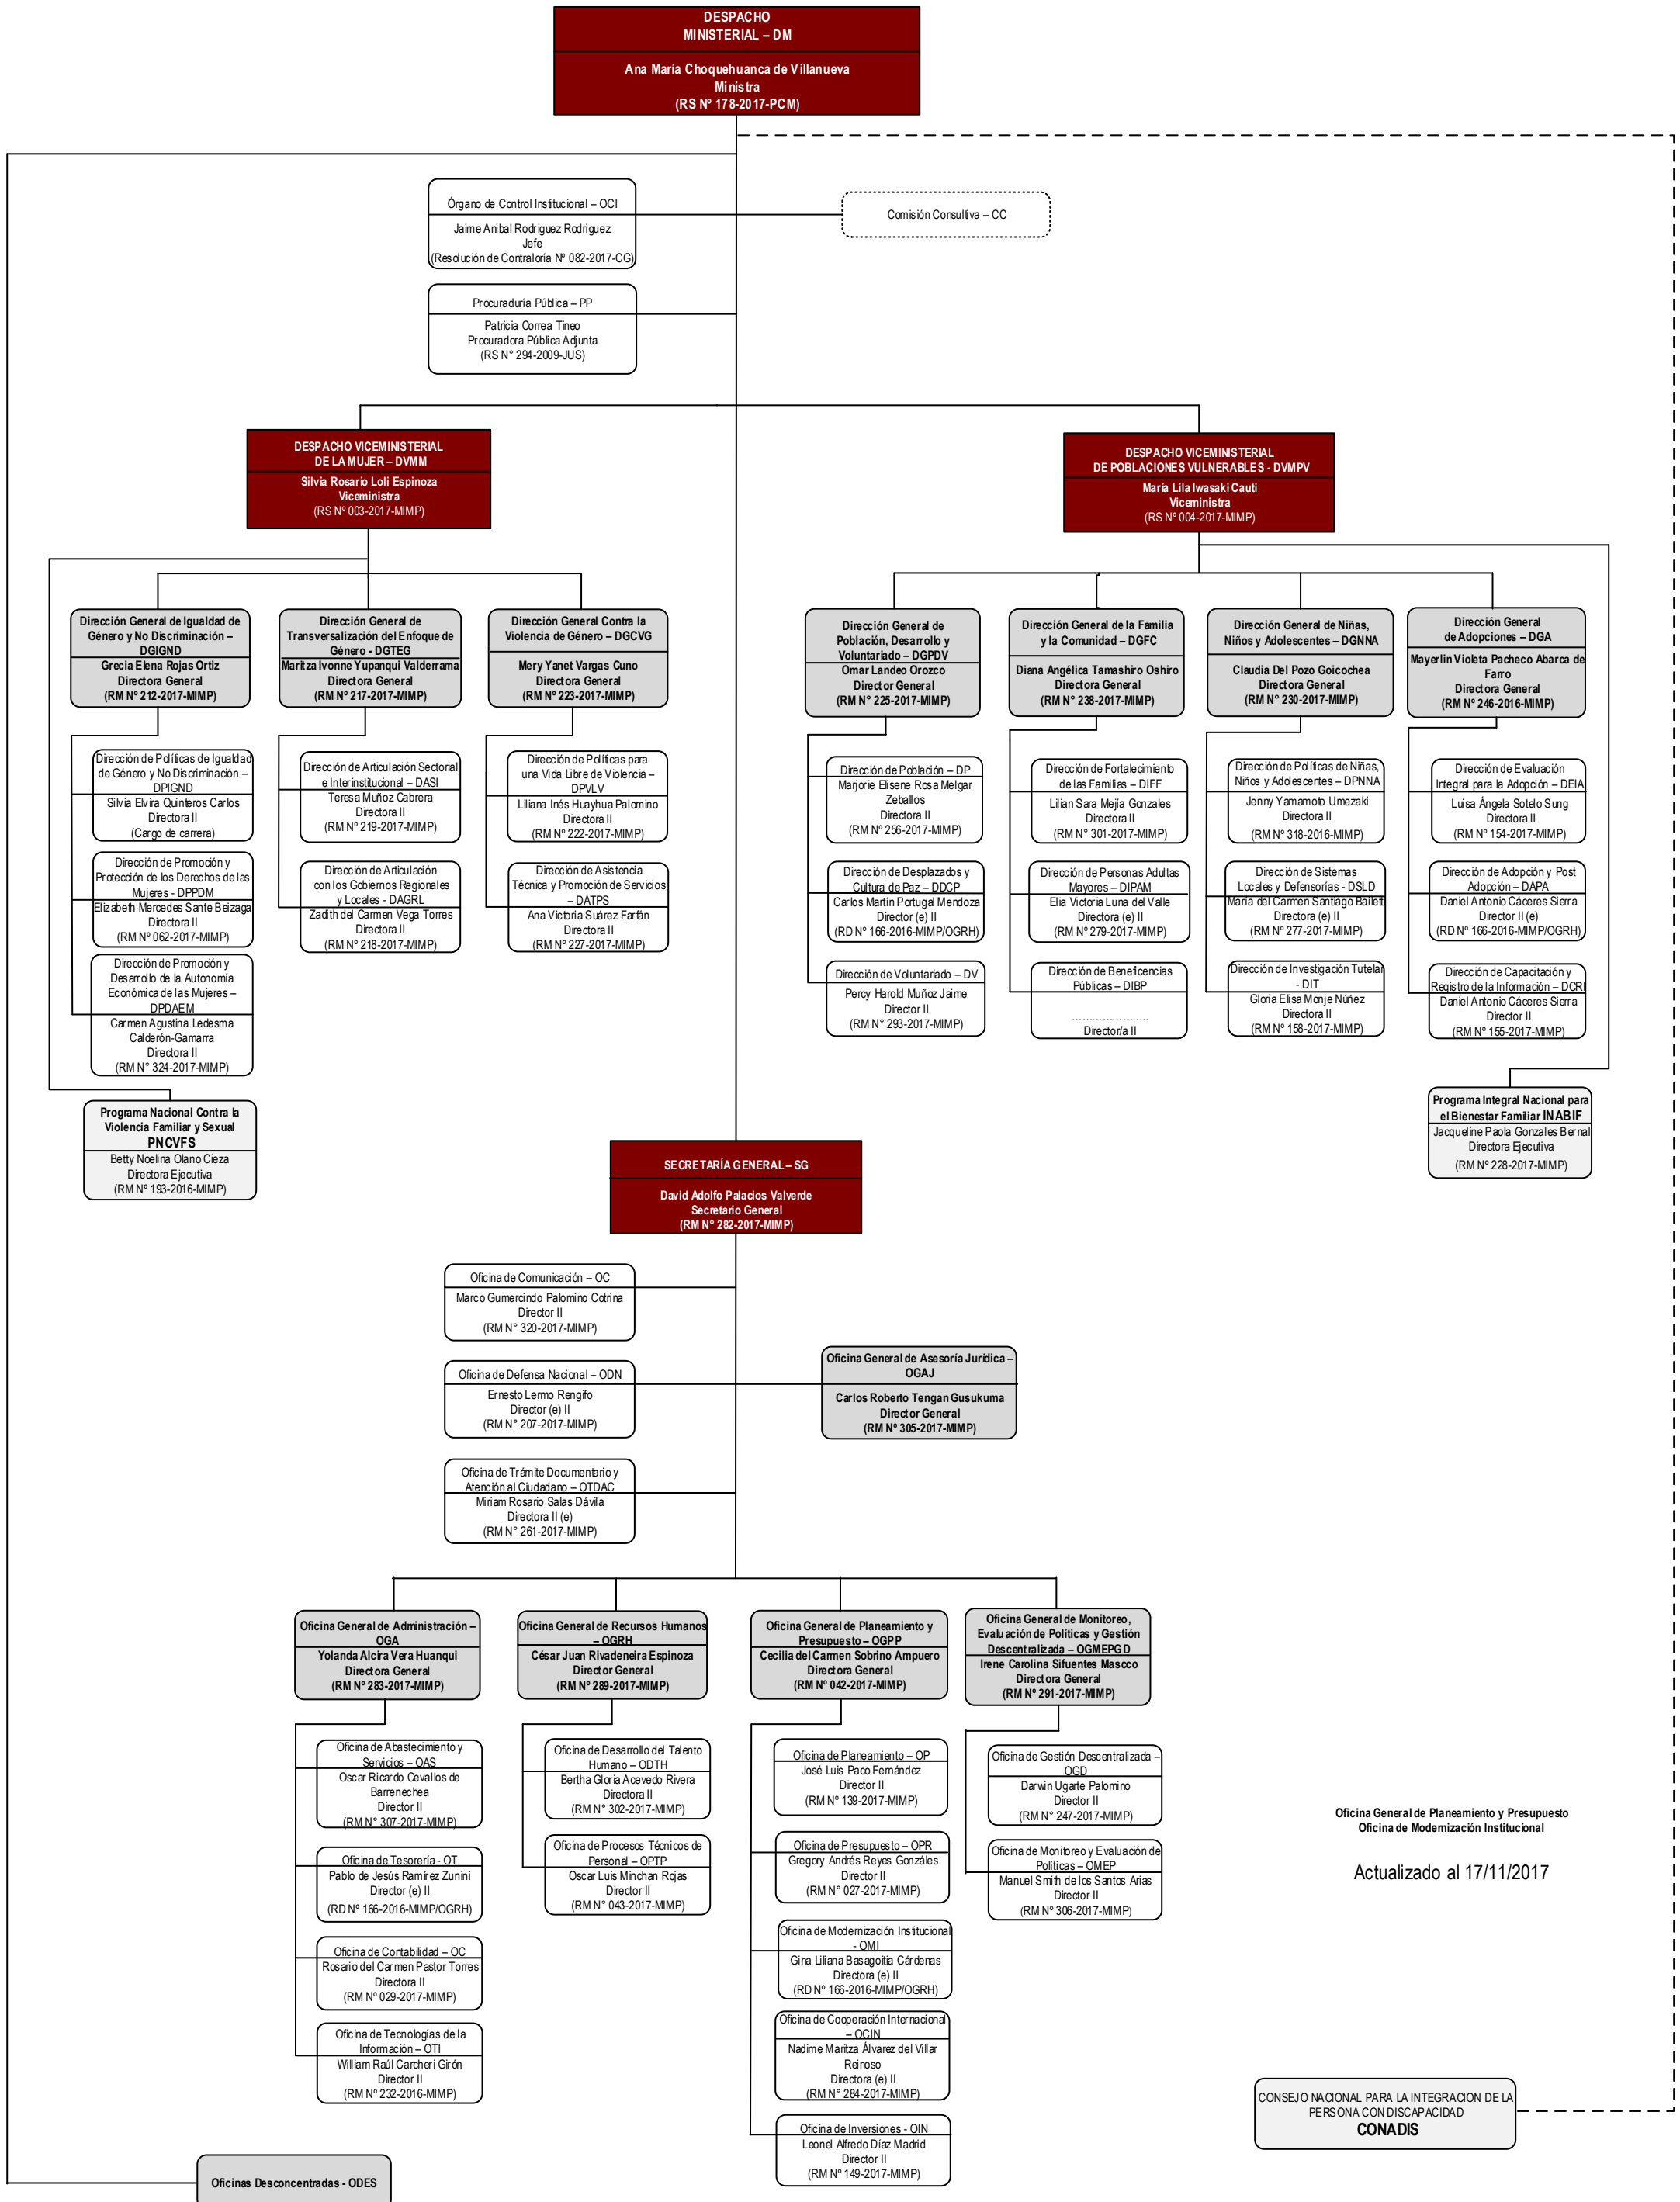 DESPACHO
MINISTERIAL – DM
Ana María Choquehuanca de Villanueva
Ministra
(RS Nº 178-2017-PCM)
Órgano de Control Institucional – OCI
Jaime Anibal Rodriguez Rodriguez
Jefe
(Resolución de Contraloría Nº 082-2017-CG)
Comisión Consultiva – CC
Procuraduría Pública – PP
Patricia Correa Tineo
Procuradora Pública Adjunta
(RS N° 294-2009-JUS)
DESPACHO VICEMINISTERIAL
DE LA MUJER – DVMM
Silvia Rosario Loli Espinoza
Viceministra
(RS Nº 003-2017-MIMP)
DESPACHO VICEMINISTERIAL
DE POBLACIONES VULNERABLES - DVMPV
María Lila Iwasaki Cauti
Viceministra
(RS Nº 004-2017-MIMP)
Dirección General de Igualdad de
Género y No Discriminación –
DGIGND
Grecia Elena Rojas Ortiz
Directora General
(RM Nº 212-2017-MIMP)
Dirección de Políticas de Igualdad
de Género y No Discriminación –
DPIGND
Silvia Elvira Quinteros Carlos
Directora II
(Cargo de carrera)
Dirección de Promoción y
Protección de los Derechos de las
Mujeres - DPPDM
Elizabeth Mercedes Sante Beizaga
Directora II
(RM Nº 062-2017-MIMP)
Dirección de Promoción y
Desarrollo de la Autonomía
Económica de las Mujeres –
DPDAEM
Carmen Agustina Ledesma
Calderón-Gamarra
Directora II
(RM N° 324-2017-MIMP)
Programa Nacional Contra la
Violencia Familiar y Sexual
PNCVFS
Betty Noelina Olano Cieza
Directora Ejecutiva
(RM Nº 193-2016-MIMP)
Dirección General de
Transversalización del Enfoque de
Género - DGTEG
Maritza Ivonne Yupanqui Valderrama
Directora General
(RM Nº 217-2017-MIMP)
Dirección de Articulación Sectorial
e Interinstitucional – DASI
Teresa Muñoz Cabrera
Directora II
(RM Nº 219-2017-MIMP)
Dirección de Articulación
con los Gobiernos Regionales
y Locales - DAGRL
Zadith del Carmen Vega Torres
Directora II
(RM Nº 218-2017-MIMP)
Dirección General Contra la
Violencia de Género – DGCVG
Mery Yanet Vargas Cuno
Directora General
(RM Nº 223-2017-MIMP)
Dirección de Políticas para
una Vida Libre de Violencia –
DPVLV
Liliana Inés Huayhua Palomino
Directora II
(RM N° 222-2017-MIMP)
Dirección de Asistencia
Técnica y Promoción de Servicios
– DATPS
Ana Victoria Suárez Farfán
Directora II
(RM N° 227-2017-MIMP)
Dirección General de
Población, Desarrollo y
Voluntariado – DGPDV
Omar Landeo Orozco
Director General
(RM N° 225-2017-MIMP)
Dirección de Población – DP
Marjorie Elisene Rosa Melgar
Zeballos
Directora II
(RM N° 256-2017-MIMP)
Dirección de Desplazados y
Cultura de Paz – DDCP
Carlos Martín Portugal Mendoza
Director (e) II
(RD Nº 166-2016-MIMP/OGRH)
Dirección de Voluntariado – DV
Percy Harold Muñoz Jaime
Director II
(RM N° 293-2017-MIMP)
Dirección General de la Familia
y la Comunidad – DGFC
Diana Angélica Tamashiro Oshiro
Directora General
(RM N° 238-2017-MIMP)
Dirección de Fortalecimiento
de las Familias – DIFF
Lilian Sara Mejía Gonzales
Directora II
(RM N° 301-2017-MIMP)
Dirección de Personas Adultas
Mayores – DIPAM
Elia Victoria Luna del Valle
Directora (e) II
(RM N° 279-2017-MIMP)
Dirección de Beneficencias
Públicas – DIBP
…………………
Director/a II
Dirección General de Niñas,
Niños y Adolescentes – DGNNA
Claudia Del Pozo Goicochea
Directora General
(RM N° 230-2017-MIMP)
Dirección de Políticas de Niñas,
Niños y Adolescentes – DPNNA
Jenny Yamamoto Umezaki
Directora II
(RM Nº 318-2016-MIMP)
Dirección de Sistemas
Locales y Defensorías - DSLD
María del Carmen Santiago Bailetti
Directora (e) II
(RM N° 277-2017-MIMP)
Dirección de Investigación Tutelar
- DIT
Gloria Elisa Monje Núñez
Directora II
(RM Nº 158-2017-MIMP)
Dirección General
de Adopciones – DGA
Mayerlin Violeta Pacheco Abarca de
Farro
Directora General
(RM N° 246-2016-MIMP)
Dirección de Evaluación
Integral para la Adopción – DEIA
Luisa Ángela Sotelo Sung
Directora II
(RM Nº 154-2017-MIMP)
Dirección de Adopción y Post
Adopción – DAPA
Daniel Antonio Cáceres Sierra
Director II (e)
(RD Nº 166-2016-MIMP/OGRH)
Dirección de Capacitación y
Registro de la Información – DCRI
Daniel Antonio Cáceres Sierra
Director II
(RM Nº 155-2017-MIMP)
Programa Integral Nacional para
el Bienestar Familiar INABIF
Jacqueline Paola Gonzales Bernal
Directora Ejecutiva
(RM Nº 228-2017-MIMP)
SECRETARÍA GENERAL – SG
David Adolfo Palacios Valverde
Secretario General
(RM N° 282-2017-MIMP)
Oficina de Comunicación – OC
Marco Gumercindo Palomino Cotrina
Director II
(RM N° 320-2017-MIMP)
Oficina de Defensa Nacional – ODN
Ernesto Lermo Rengifo
Director (e) II
(RM N° 207-2017-MIMP)
Oficina General de Asesoría Jurídica –
OGAJ
Carlos Roberto Tengan Gusukuma
Director General
(RM Nº 305-2017-MIMP)
Oficina de Trámite Documentario y
Atención al Ciudadano – OTDAC
Miriam Rosario Salas Dávila
Directora II (e)
(RM N° 261-2017-MIMP)
Oficina General de Administración –
OGA
Yolanda Alcira Vera Huanqui
Directora General
(RM Nº 283-2017-MIMP)
Oficina de Abastecimiento y
Servicios – OAS
Oscar Ricardo Cevallos de
Barrenechea
Director II
(RM N° 307-2017-MIMP)
Oficina de Tesorería - OT
Pablo de Jesús Ramírez Zunini
Director (e) II
(RD Nº 166-2016-MIMP/OGRH)
Oficina de Contabilidad – OC
Rosario del Carmen Pastor Torres
Directora II
(RM N° 029-2017-MIMP)
Oficina de Tecnologías de la
Información – OTI
William Raúl Carcheri Girón
Director II
(RM N° 232-2016-MIMP)
Oficina General de Recursos Humanos
– OGRH
César Juan Rivadeneira Espinoza
Director General
(RM Nº 289-2017-MIMP)
Oficina de Desarrollo del Talento
Humano – ODTH
Bertha Gloria Acevedo Rivera
Directora II
(RM N° 302-2017-MIMP)
Oficina de Procesos Técnicos de
Personal – OPTP
Oscar Luis Minchan Rojas
Director II
(RM N° 043-2017-MIMP)
Oficina General de Planeamiento y
Presupuesto – OGPP
Cecilia del Carmen Sobrino Ampuero
Directora General
(RM Nº 042-2017-MIMP)
Oficina de Planeamiento – OP
José Luis Paco Fernández
Director II
(RM N° 139-2017-MIMP)
Oficina de Presupuesto – OPR
Gregory Andrés Reyes Gonzáles
Director II
(RM N° 027-2017-MIMP)
Oficina de Modernización Institucional
- OMI
Gina Liliana Basagoitia Cárdenas
Directora (e) II
(RD Nº 166-2016-MIMP/OGRH)
Oficina de Cooperación Internacional
– OCIN
Nadime Maritza Álvarez del Villar
Reinoso
Directora (e) II
(RM N° 284-2017-MIMP)
Oficina de Inversiones - OIN
Leonel Alfredo Díaz Madrid
Director II
(RM Nº 149-2017-MIMP)
Oficina General de Monitoreo,
Evaluación de Políticas y Gestión
Descentralizada – OGMEPGD
Irene Carolina Sifuentes Mascco
Directora General
(RM N° 291-2017-MIMP)
Oficina de Gestión Descentralizada –
OGD
Darwin Ugarte Palomino
Director II
(RM N° 247-2017-MIMP)
Oficina de Monitoreo y Evaluación de
Políticas – OMEP
Manuel Smith de los Santos Arias
Director II
(RM N° 306-2017-MIMP)
Oficina General de Planeamiento y Presupuesto
Oficina de Modernización Institucional
Actualizado al 17/11/2017
CONSEJO NACIONAL PARA LA INTEGRACION DE LA
PERSONA CON DISCAPACIDAD
CONADIS
Oficinas Desconcentradas - ODES